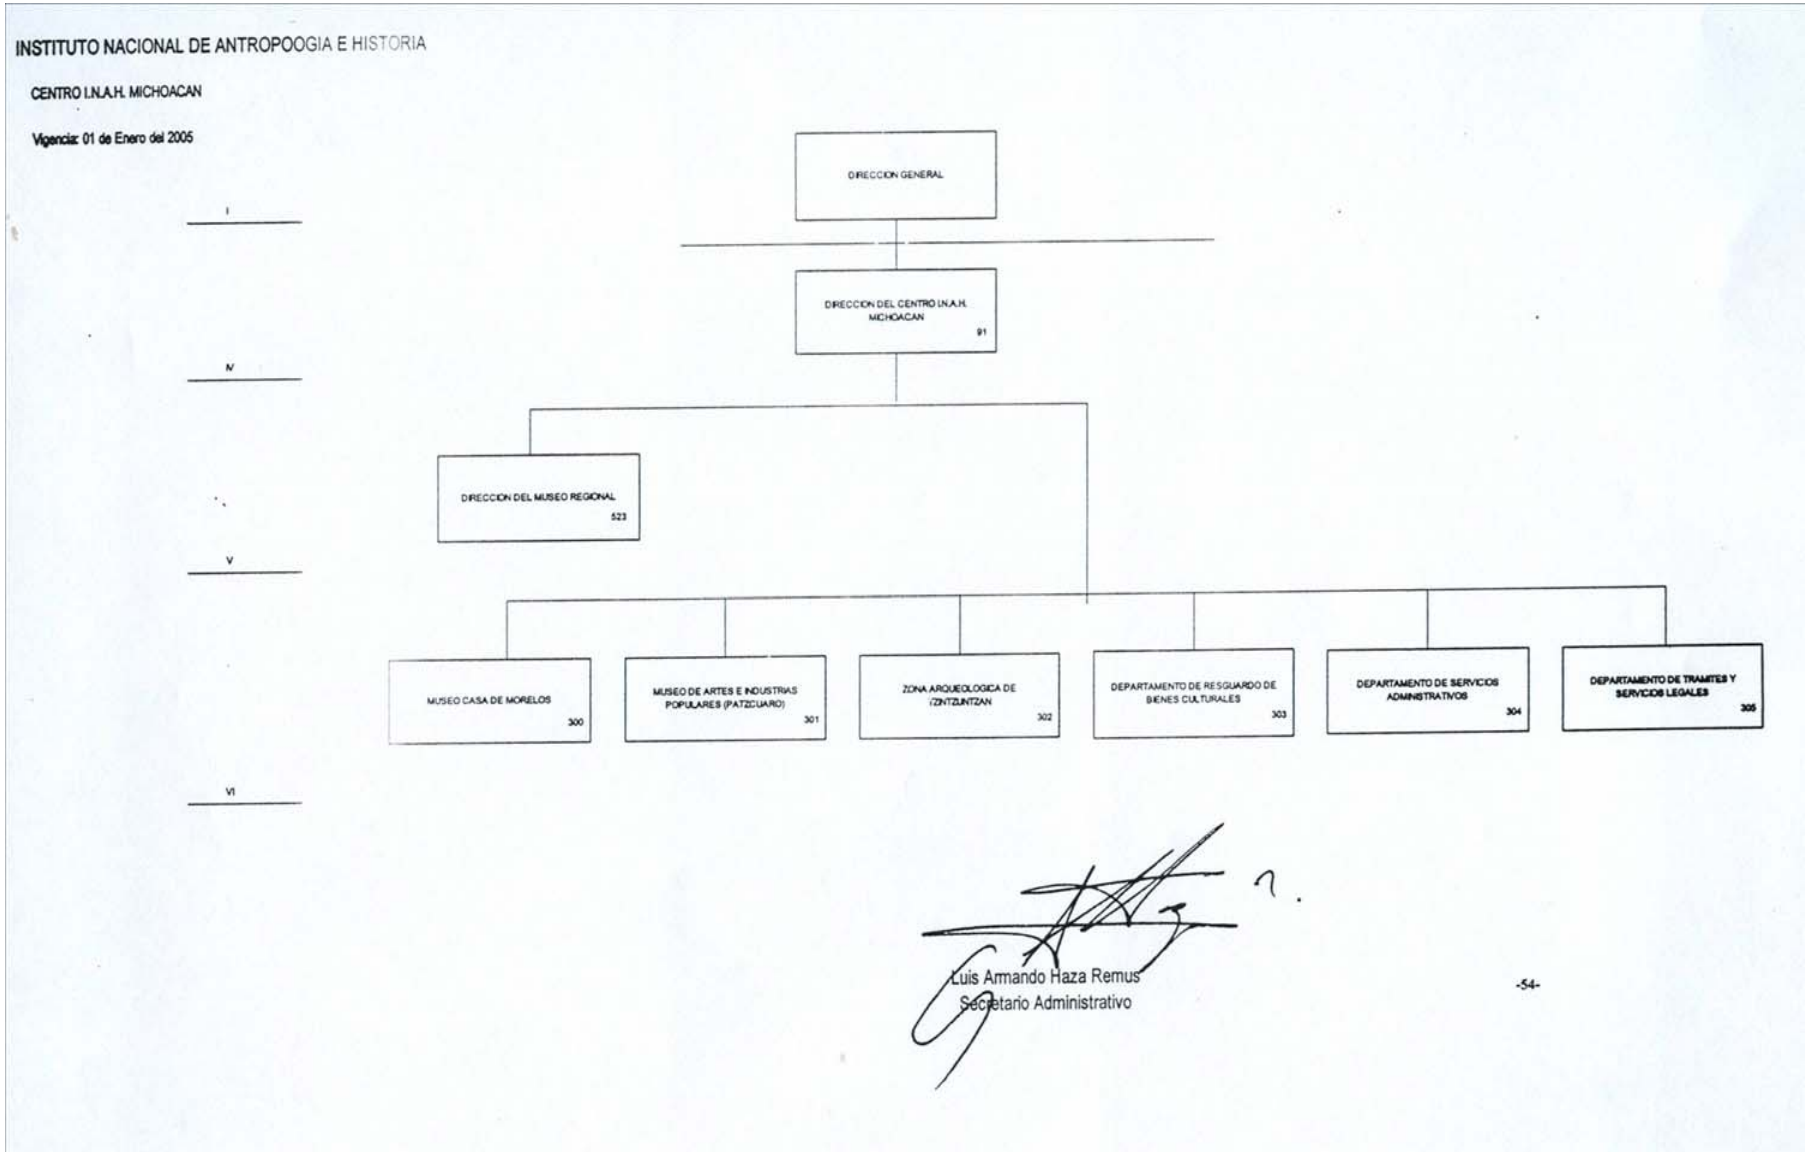 INSTITUTO NACIONAL DE ANTROPOOGIA E HISTORIA
CENTRO I.N.A.H. MICHOACAN
Vigencia: 01 de Enero del 2005
DIRECCION GENERAL
I
DIRECCION DEL CENTRO I.N.A.H.
MICHOACAN
91
IV
DIRECCION DEL MUSEO REGIONAL
523
V
MUSEO CASA DE MORELOS
300
MUSEO DE ARTES E INDUSTRIAS
POPULARES (PATZCUARO)
301
ZONA ARQUEOLOGICA DE
TZINTZUNTZAN
302
DEPARTAMENTO DE RESGUARDO DE
BIENES CULTURALES
303
DEPARTAMENTO DE SERVICIOS
ADMINISTRATIVOS
304
DEPARTAMENTO DE TRAMITES Y
SERVICIOS LEGALES
305
VI
Luis Armando Haza Remus
Secretario Administrativo
-54-